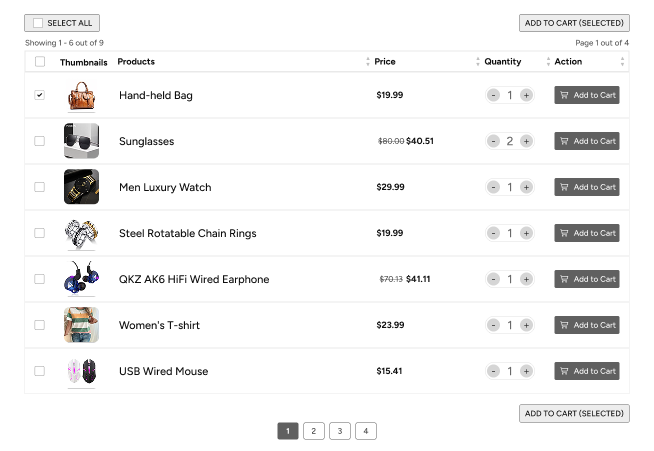 SELECT ALL ADD TO CART (SELECTED)
Showing 1 - 6 out of 9 Page 1 out of 4
Thumbnails Products Price Quantity Action
Hand-held Bag $19.99 - 1 + Add to Cart
Sunglasses $80.00 $40.51 - 2 + Add to Cart
Men Luxury Watch $29.99 - 1 + Add to Cart
Steel Rotatable Chain Rings $19.99 - 1 + Add to Cart
QKZ AK6 HiFi Wired Earphone $70.13 $41.11 - 1 + Add to Cart
Women's T-shirt $23.99 - 1 + Add to Cart
USB Wired Mouse $15.41 - 1 + Add to Cart
ADD TO CART (SELECTED)
1 2 3 4